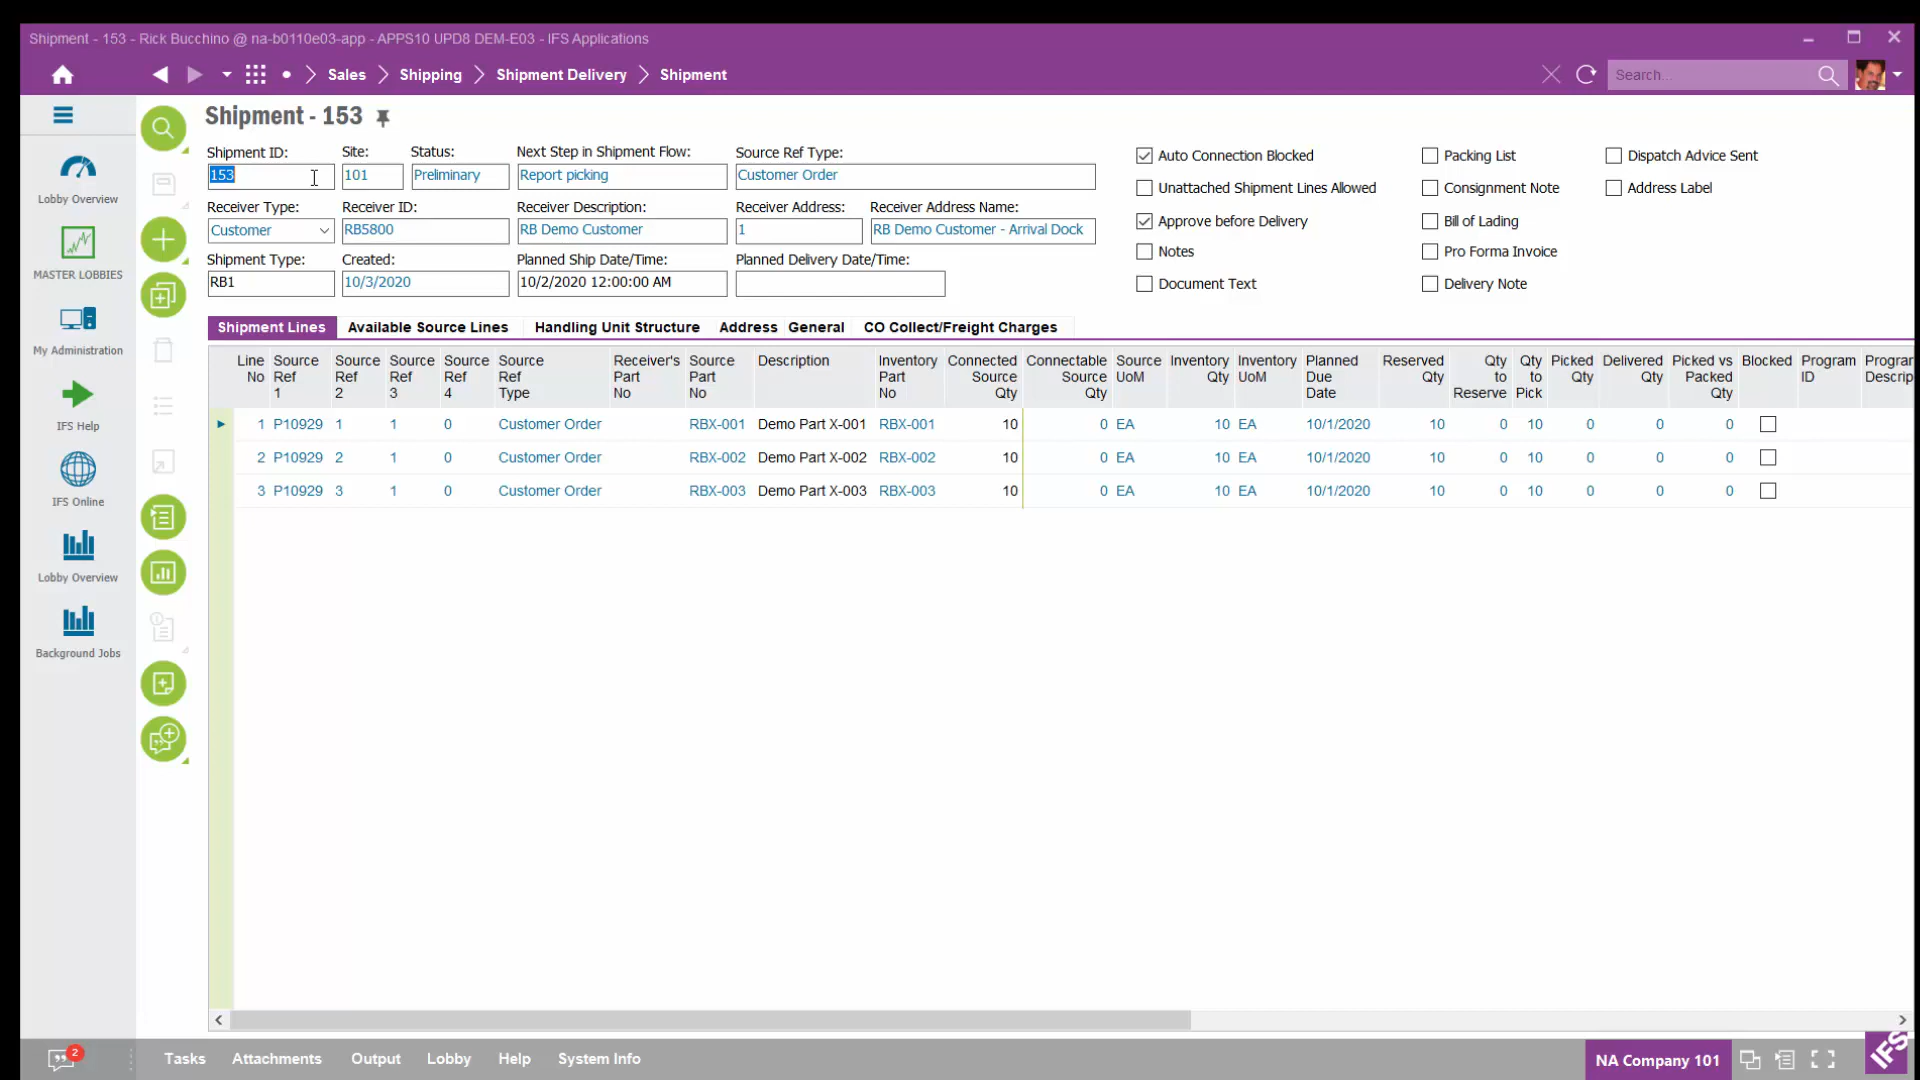 Shipment - 153 - Rick Bucchino @ na-b0110e03-app - APPS10 UPD8 DEM-E03 - IFS Applications
Sales Shipping Shipment Delivery Shipment
Search...
Shipment - 153
Shipment ID: Site: Status: Next Step in Shipment Flow: Source Ref Type:
153 101 Preliminary Report picking Customer Order
Receiver Type: Receiver ID: Receiver Description: Receiver Address: Receiver Address Name:
Customer RB5800 RB Demo Customer 1 RB Demo Customer - Arrival Dock
Shipment Type: Created: Planned Ship Date/Time: Planned Delivery Date/Time:
RB1 10/3/2020 10/2/2020 12:00:00 AM
Auto Connection Blocked Packing List Dispatch Advice Sent
Unattached Shipment Lines Allowed Consignment Note Address Label
Approve before Delivery Bill of Lading
Notes Pro Forma Invoice
Document Text Delivery Note
Lobby Overview
MASTER LOBBIES
My Administration
IFS Help
IFS Online
Lobby Overview
Background Jobs
Shipment Lines Available Source Lines Handling Unit Structure Address General CO Collect/Freight Charges
Line Source Source Source Source Source Receiver's Source Description Inventory Connected Connectable Source Inventory Inventory Planned Reserved Qty Qty Picked Delivered Picked vs Blocked Program Program
No Ref Ref Ref Ref Ref Part Part Part Source Source UoM Qty UoM Due Qty to to Qty Qty Packed ID Descrip
1 2 3 4 Type No No No Qty Qty Date Reserve Pick Qty
1 P10929 1 1 0 Customer Order RBX-001 Demo Part X-001 RBX-001 10 0 EA 10 EA 10/1/2020 10 0 10 0 0 0
2 P10929 2 1 0 Customer Order RBX-002 Demo Part X-002 RBX-002 10 0 EA 10 EA 10/1/2020 10 0 10 0 0 0
3 P10929 3 1 0 Customer Order RBX-003 Demo Part X-003 RBX-003 10 0 EA 10 EA 10/1/2020 10 0 10 0 0 0
2 Tasks Attachments Output Lobby Help System Info NA Company 101 IFS